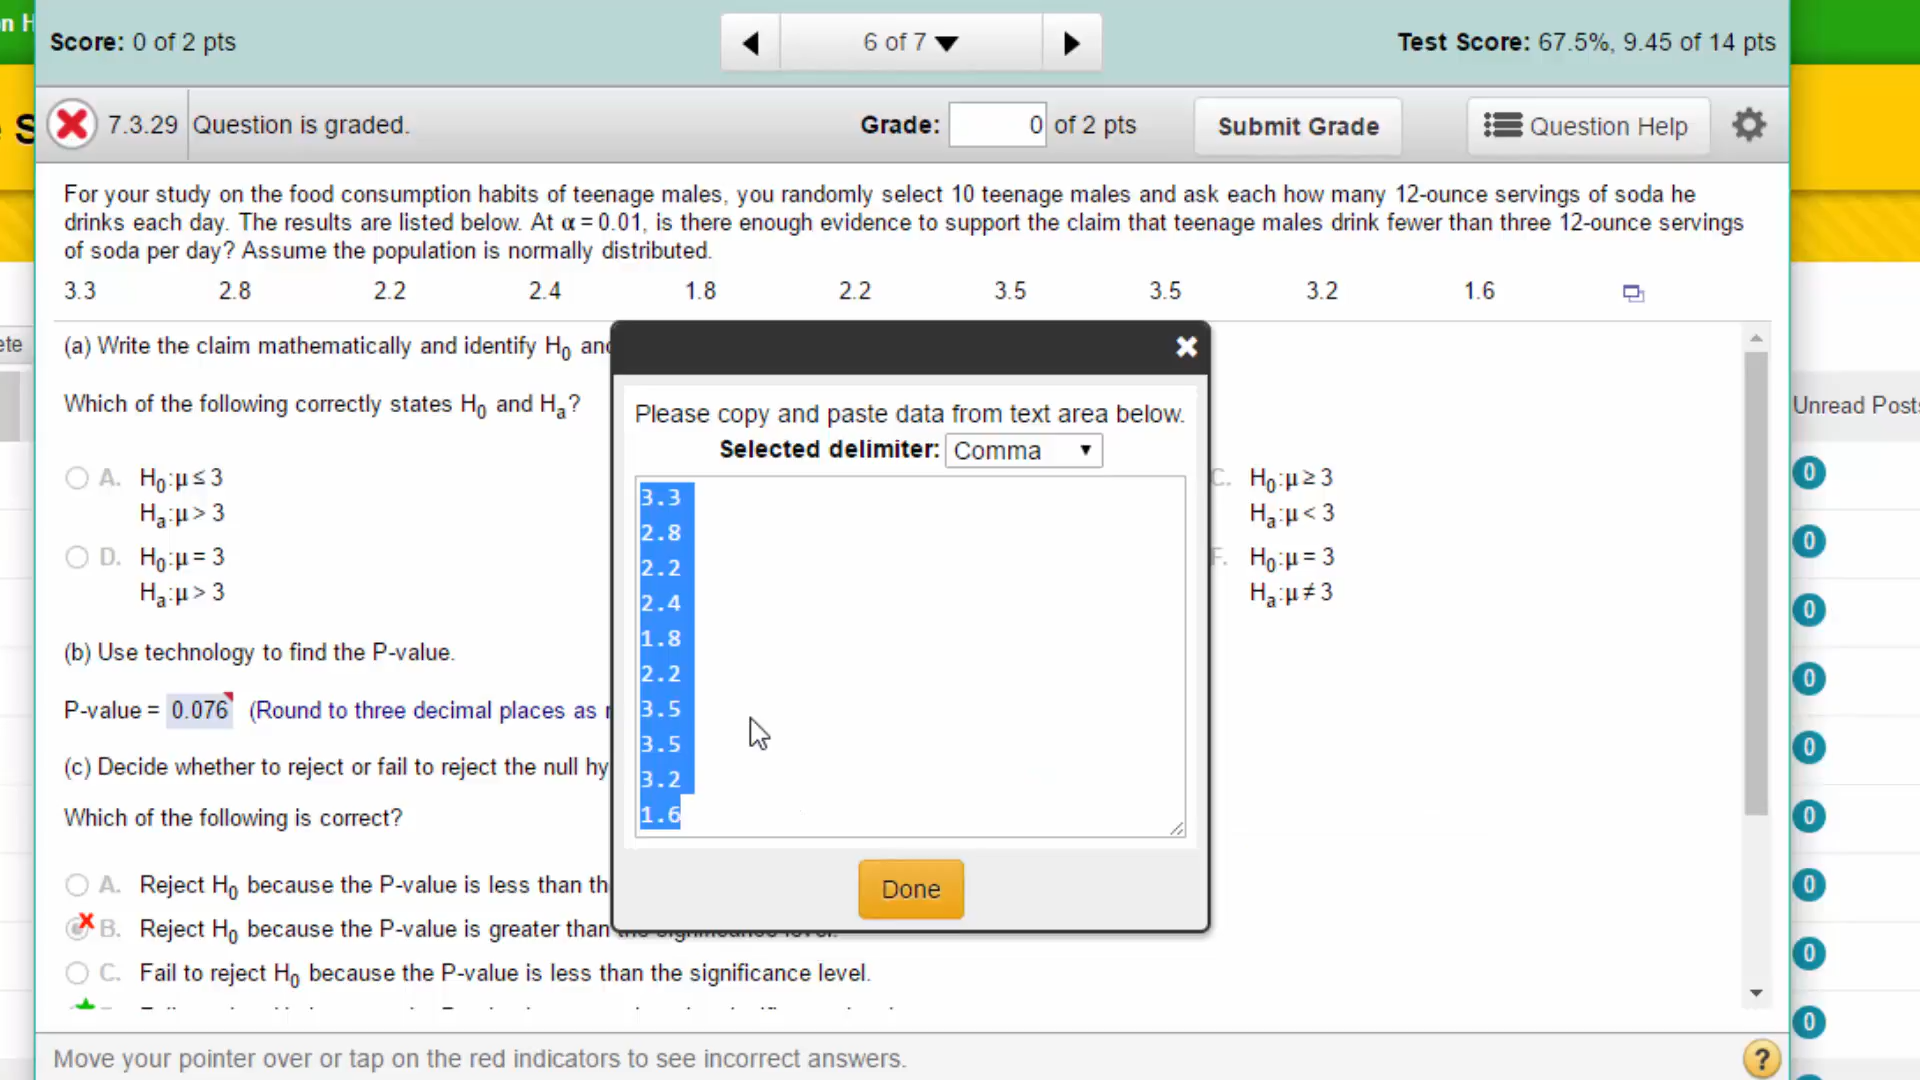 n H
Score: 0 of 2 pts
6 of 7
Test Score: 67.5%, 9.45 of 14 pts
S
7.3.29 Question is graded.
Grade: 0 of 2 pts
Submit Grade
Question Help
For your study on the food consumption habits of teenage males, you randomly select 10 teenage males and ask each how many 12-ounce servings of soda he
drinks each day. The results are listed below. At α = 0.01, is there enough evidence to support the claim that teenage males drink fewer than three 12-ounce servings
of soda per day? Assume the population is normally distributed.
3.3 2.8 2.2 2.4 1.8 2.2 3.5 3.5 3.2 1.6
ete
(a) Write the claim mathematically and identify H0 and
Which of the following correctly states H0 and Ha?
A. H0:μ ≤ 3
Ha:μ > 3
D. H0:μ = 3
Ha:μ > 3
C. H0:μ ≥ 3
Ha:μ < 3
F. H0:μ = 3
Ha:μ ≠ 3
(b) Use technology to find the P-value.
P-value = 0.076 (Round to three decimal places as
(c) Decide whether to reject or fail to reject the null hy
Which of the following is correct?
A. Reject H0 because the P-value is less than th
B. Reject H0 because the P-value is greater than the significance level.
C. Fail to reject H0 because the P-value is less than the significance level.
Please copy and paste data from text area below.
Selected delimiter: Comma
3.3
2.8
2.2
2.4
1.8
2.2
3.5
3.5
3.2
1.6
Done
Unread Posts
0
0
0
0
0
0
0
0
0
Move your pointer over or tap on the red indicators to see incorrect answers.
?